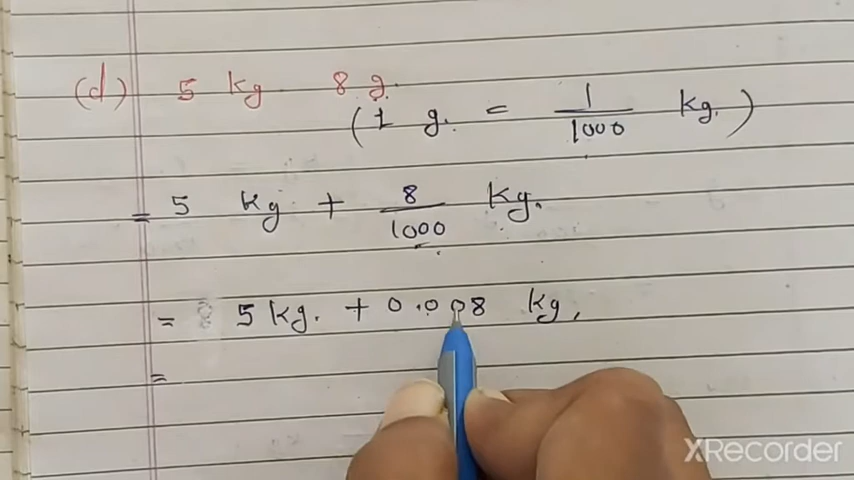 (d) 5 kg 8 g.
(1 g. = 1/1000 kg.)
= 5 kg + 8/1000 kg.
= 5 kg. + 0.008 kg.
=
XRecorder